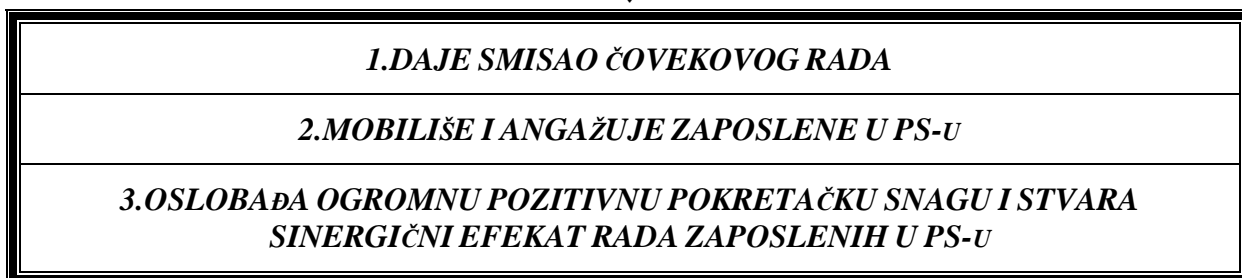 1.DAJE SMISAO ČOVEKOVOG RADA
2.MOBILIŠE I ANGAŽUJE ZAPOSLENE U PS-U
3.OSLOBAĐA OGROMNU POZITIVNU POKRETAČKU SNAGU I STVARA
SINERGIČNI EFEKAT RADA ZAPOSLENIH U PS-U